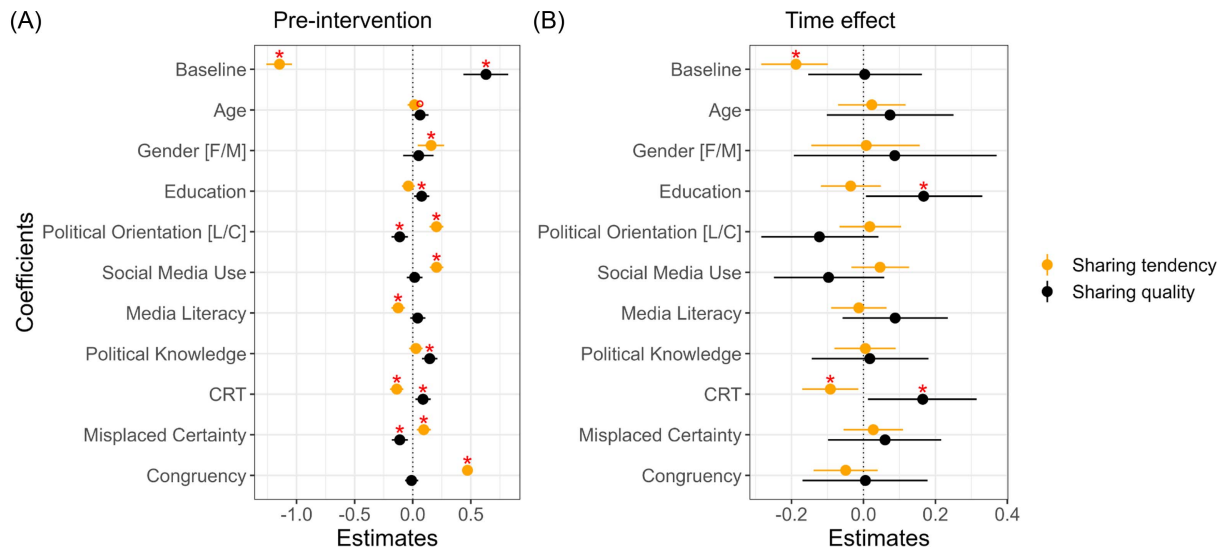 (A) Pre-intervention
Baseline
Age
Gender [F/M]
Education
Political Orientation [L/C]
Social Media Use
Media Literacy
Political Knowledge
CRT
Misplaced Certainty
Congruency
Coefficients
-1.0 -0.5 0.0 0.5
Estimates
(B) Time effect
Baseline
Age
Gender [F/M]
Education
Political Orientation [L/C]
Social Media Use
Media Literacy
Political Knowledge
CRT
Misplaced Certainty
Congruency
-0.2 0.0 0.2 0.4
Estimates
Sharing tendency
Sharing quality